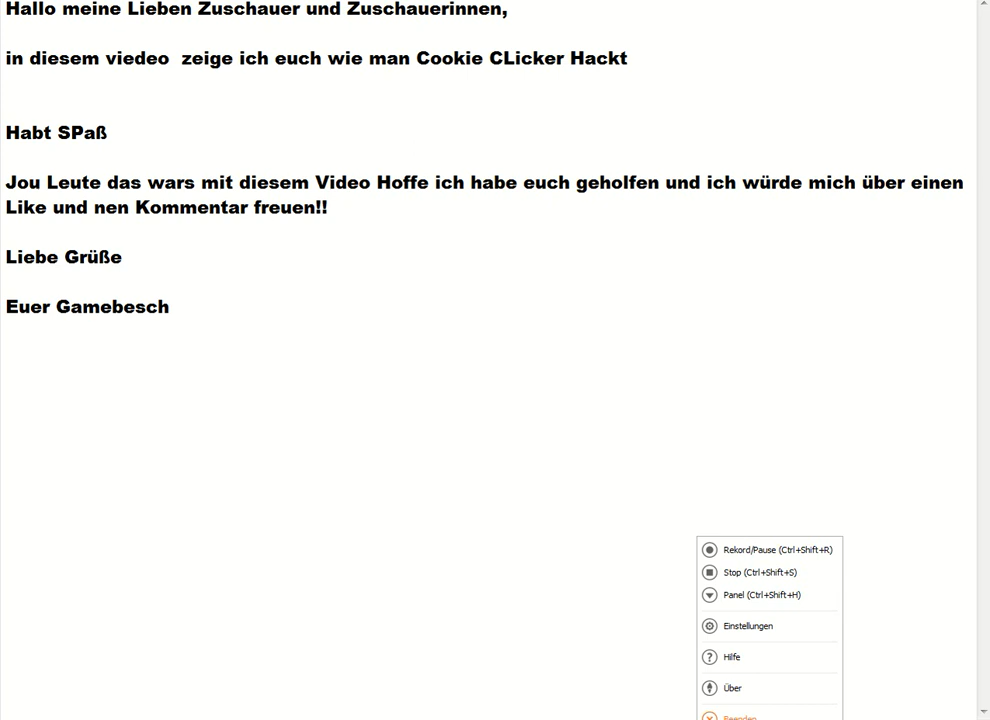 Hallo meine Lieben Zuschauer und Zuschauerinnen,
in diesem viedeo  zeige ich euch wie man Cookie CLicker Hackt
Habt SPaß
Jou Leute das wars mit diesem Video Hoffe ich habe euch geholfen und ich würde mich über einen
Like und nen Kommentar freuen!!
Liebe Grüße
Euer Gamebesch
Rekord/Pause (Ctrl+Shift+R)
Stop (Ctrl+Shift+S)
Panel (Ctrl+Shift+H)
Einstellungen
Hilfe
Über
Beenden